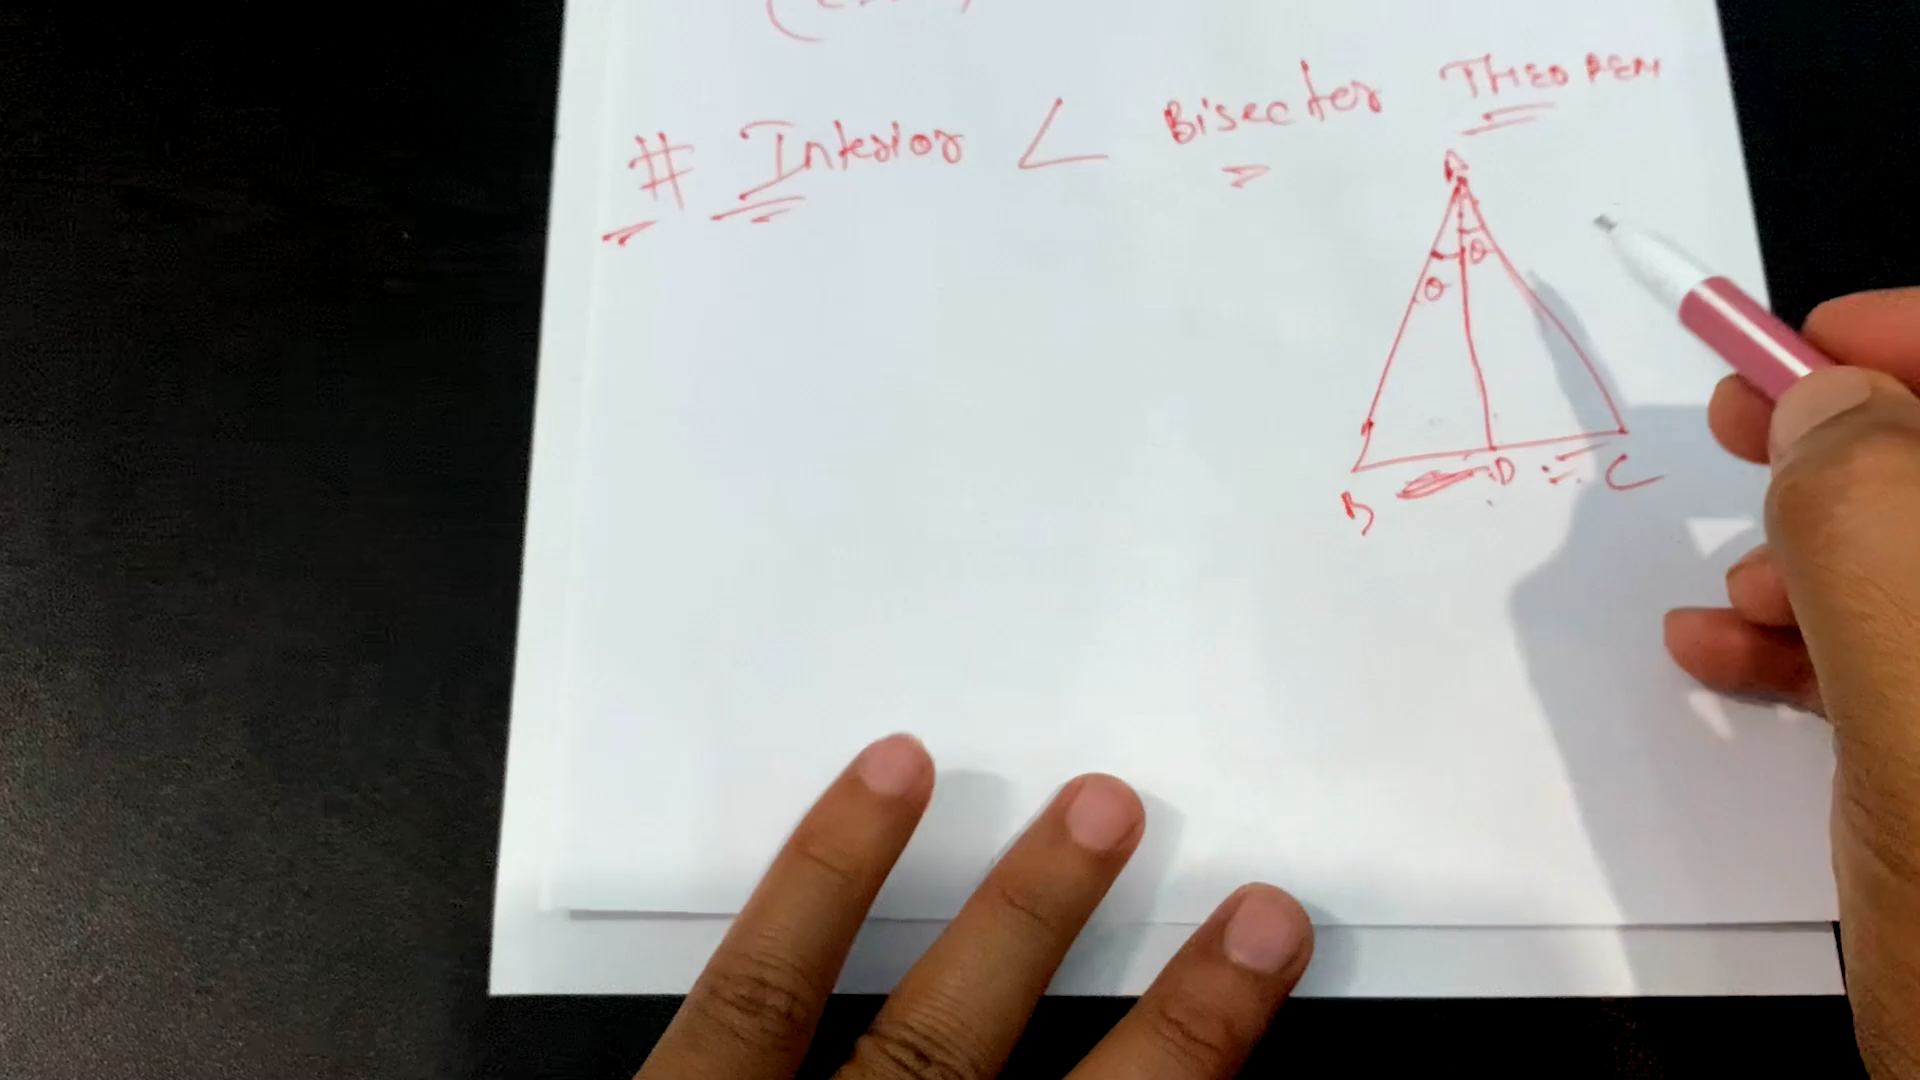 # Interior ∠ Bisector THEOREM
A
θ
θ
B D C